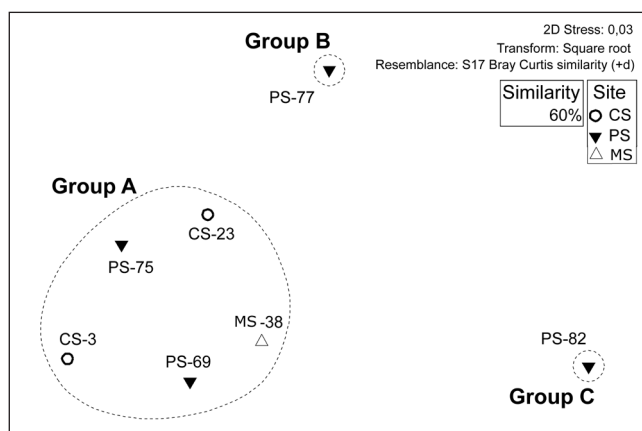 2D Stress: 0,03
Transform: Square root
Resemblance: S17 Bray Curtis similarity (+d)
Similarity
60%
Site
CS
PS
MS
Group B
PS-77
Group A
CS-23
PS-75
MS -38
CS-3
PS-69
PS-82
Group C